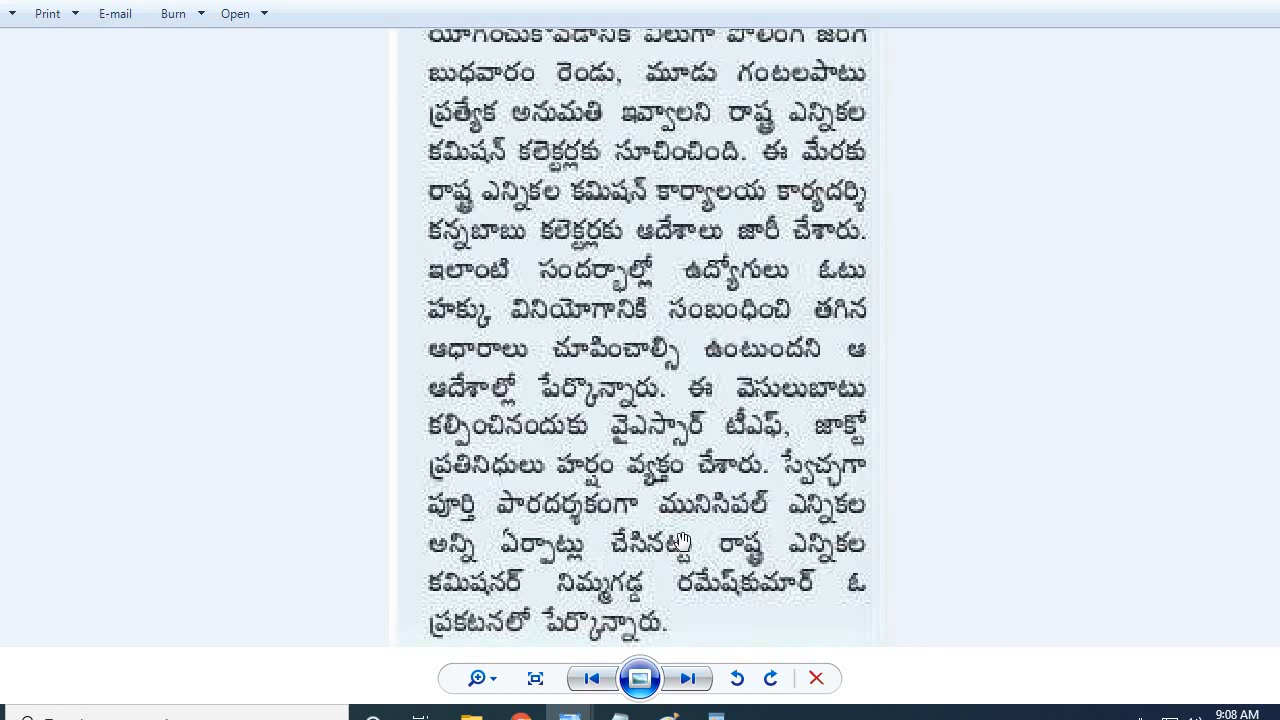 Print E-mail Burn Open
బుధవారం రెండు, మూడు గంటలపాటు
ప్రత్యేక అనుమతి ఇవ్వాలని రాష్ట్ర ఎన్నికల
కమిషన్ కలెక్టర్లకు సూచించింది. ఈ మేరకు
రాష్ట్ర ఎన్నికల కమిషన్ కార్యాలయ కార్యదర్శి
కన్నబాబు కలెక్టర్లకు ఆదేశాలు జారీ చేశారు.
ఇలాంటి సందర్భాల్లో ఉద్యోగులు ఓటు
హక్కు వినియోగానికి సంబంధించి తగిన
ఆధారాలు చూపించాల్సి ఉంటుందని ఆ
ఆదేశాల్లో పేర్కొన్నారు. ఈ వెసులుబాటు
కల్పించినందుకు వైఎస్సార్ టీఎఫ్, జాక్టో
ప్రతినిధులు హర్షం వ్యక్తం చేశారు. స్వేచ్ఛగా
పూర్తి పారదర్శకంగా మునిసిపల్ ఎన్నికల
అన్ని ఏర్పాట్లు చేసినట్టు రాష్ట్ర ఎన్నికల
కమిషనర్ నిమ్మగడ్డ రమేష్‌కుమార్ ఓ
ప్రకటనలో పేర్కొన్నారు.
9:08 AM